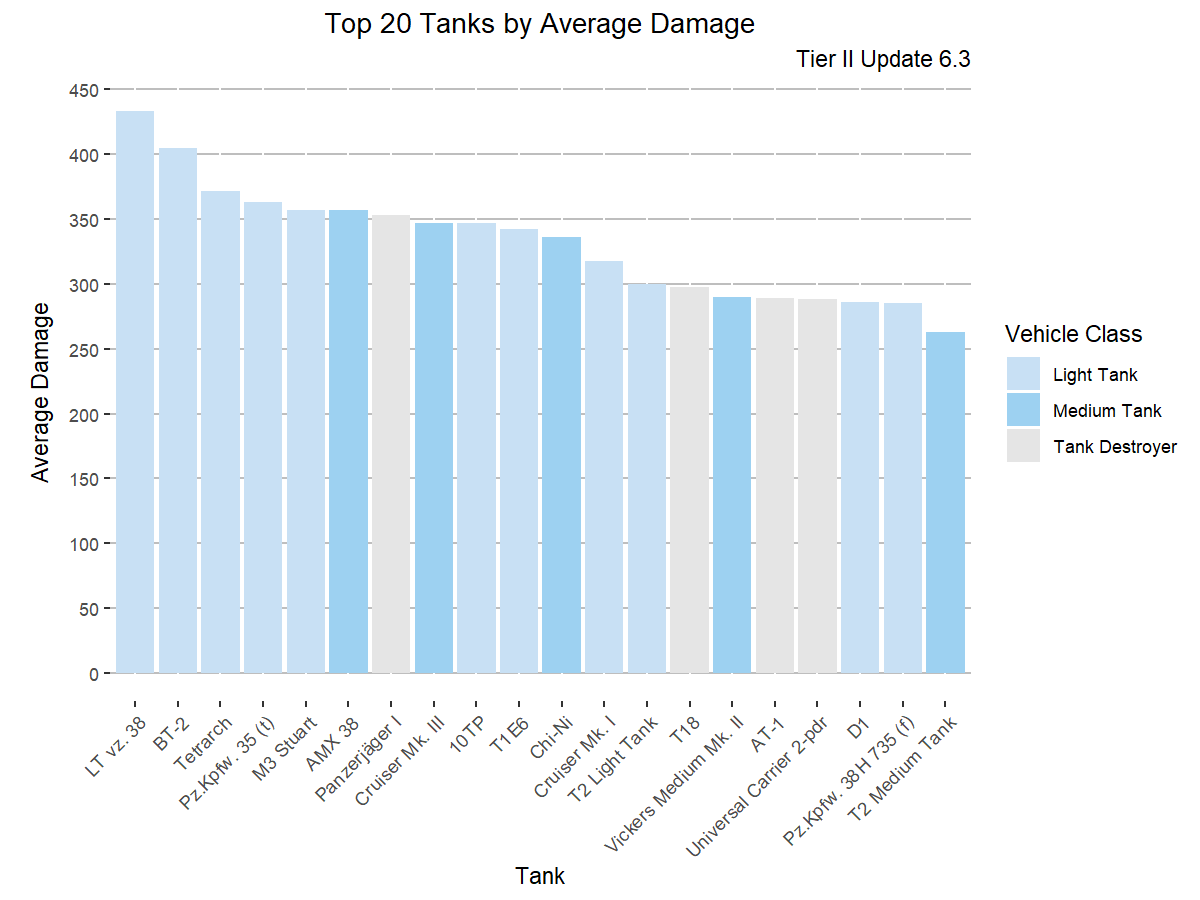 Top 20 Tanks by Average Damage
Tier II Update 6.3
450
400
350
300
250
200
150
100
50
0
Average Damage
LT vz. 38
BT-2
Tetrarch
Pz.Kpfw. 35 (t)
M3 Stuart
AMX 38
Panzerjäger I
Cruiser Mk. III
10TP
T1E6
Chi-Ni
Cruiser Mk. I
T2 Light Tank
T18
Vickers Medium Mk. II
AT-1
Universal Carrier 2-pdr
D1
Pz.Kpfw. 38 H 735 (f)
T2 Medium Tank
Tank
Vehicle Class
Light Tank
Medium Tank
Tank Destroyer